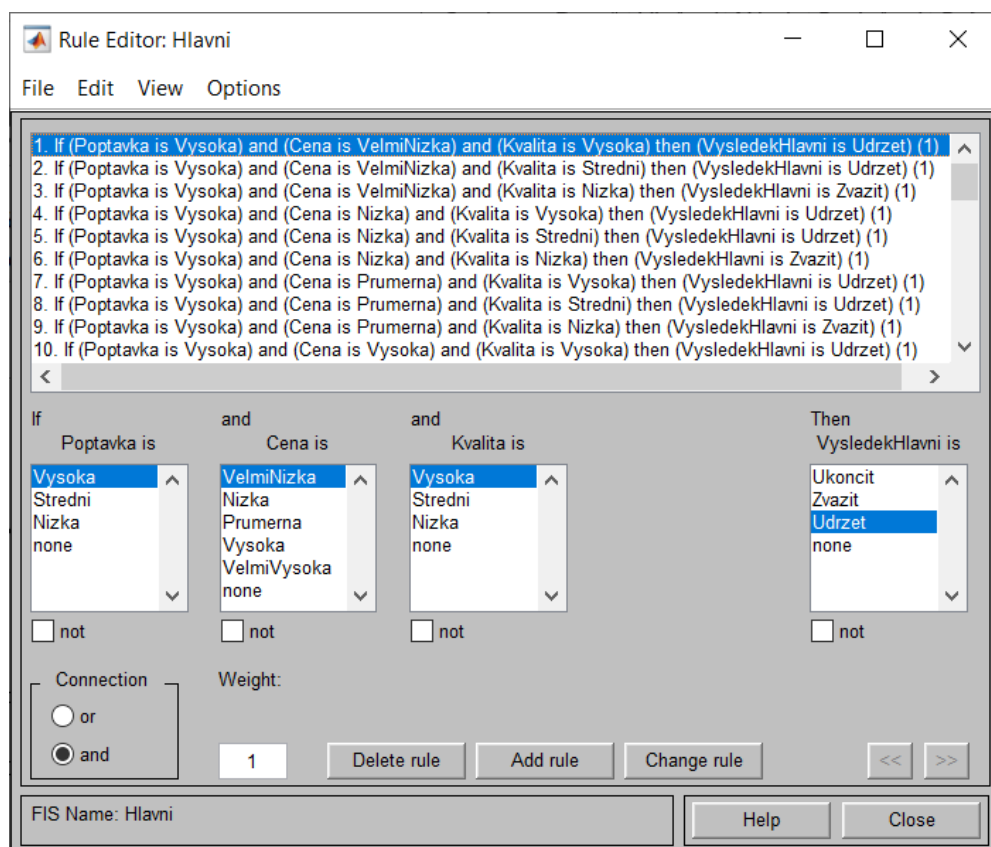 Rule Editor: Hlavni
File Edit View Options
1. If (Poptavka is Vysoka) and (Cena is VelmiNizka) and (Kvalita is Vysoka) then (VysledekHlavni is Udrzet) (1)
2. If (Poptavka is Vysoka) and (Cena is VelmiNizka) and (Kvalita is Stredni) then (VysledekHlavni is Udrzet) (1)
3. If (Poptavka is Vysoka) and (Cena is VelmiNizka) and (Kvalita is Nizka) then (VysledekHlavni is Zvazit) (1)
4. If (Poptavka is Vysoka) and (Cena is Nizka) and (Kvalita is Vysoka) then (VysledekHlavni is Udrzet) (1)
5. If (Poptavka is Vysoka) and (Cena is Nizka) and (Kvalita is Stredni) then (VysledekHlavni is Udrzet) (1)
6. If (Poptavka is Vysoka) and (Cena is Nizka) and (Kvalita is Nizka) then (VysledekHlavni is Zvazit) (1)
7. If (Poptavka is Vysoka) and (Cena is Prumerna) and (Kvalita is Vysoka) then (VysledekHlavni is Udrzet) (1)
8. If (Poptavka is Vysoka) and (Cena is Prumerna) and (Kvalita is Stredni) then (VysledekHlavni is Udrzet) (1)
9. If (Poptavka is Vysoka) and (Cena is Prumerna) and (Kvalita is Nizka) then (VysledekHlavni is Zvazit) (1)
10. If (Poptavka is Vysoka) and (Cena is Vysoka) and (Kvalita is Vysoka) then (VysledekHlavni is Udrzet) (1)
If and and Then
Poptavka is Cena is Kvalita is VysledekHlavni is
Vysoka VelmiNizka Vysoka Ukoncit
Stredni Nizka Stredni Zvazit
Nizka Prumerna Nizka Udrzet
none Vysoka none none
VelmiVysoka
none
not not not not
Connection Weight:
or
and 1 Delete rule Add rule Change rule << >>
FIS Name: Hlavni Help Close